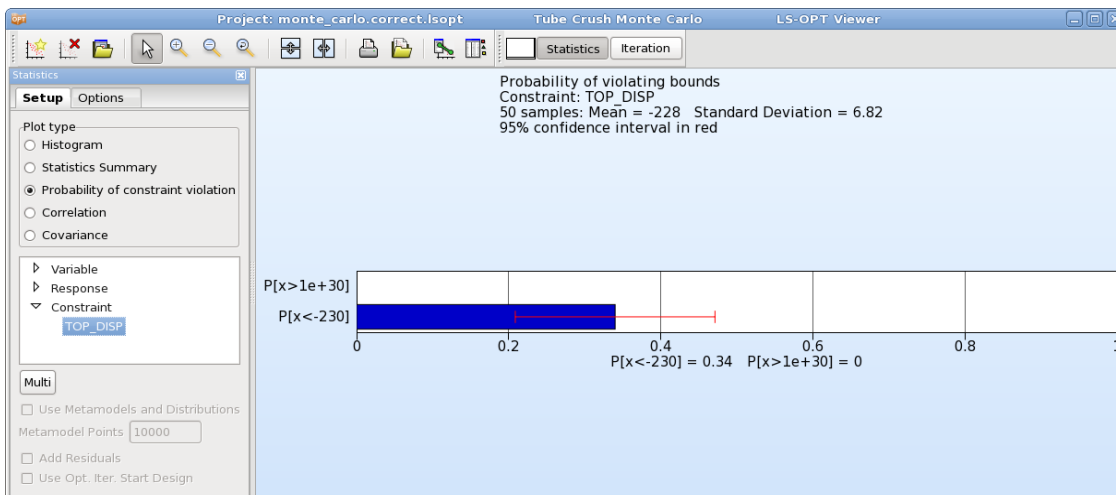 OPT Project: monte_carlo.correct.lsopt Tube Crush Monte Carlo LS-OPT Viewer
Statistics Iteration
Statistics
Setup Options
Plot type
Histogram
Statistics Summary
Probability of constraint violation
Correlation
Covariance
Variable
Response
Constraint
TOP_DISP
Multi
Use Metamodels and Distributions
Metamodel Points 10000
Add Residuals
Use Opt. Iter. Start Design
Probability of violating bounds
Constraint: TOP_DISP
50 samples: Mean = -228 Standard Deviation = 6.82
95% confidence interval in red
P[x>1e+30]
P[x<-230]
0 0.2 0.4 0.6 0.8 1
P[x<-230] = 0.34 P[x>1e+30] = 0